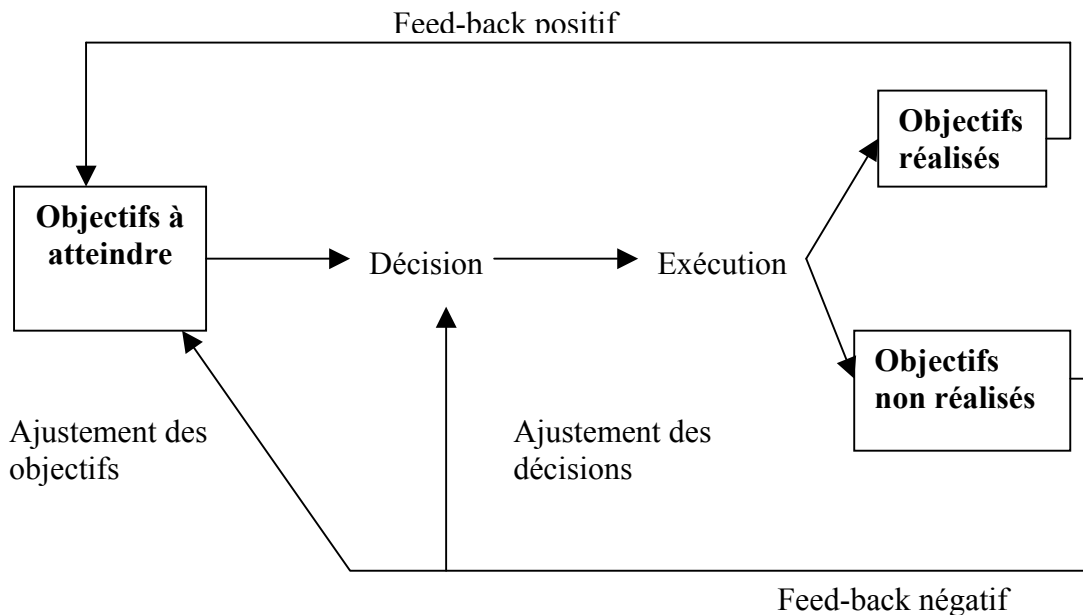 Feed-back positif
Objectifs
réalisés
Objectifs à
atteindre
Décision
Exécution
Objectifs
non réalisés
Ajustement des
objectifs
Ajustement des
décisions
Feed-back négatif